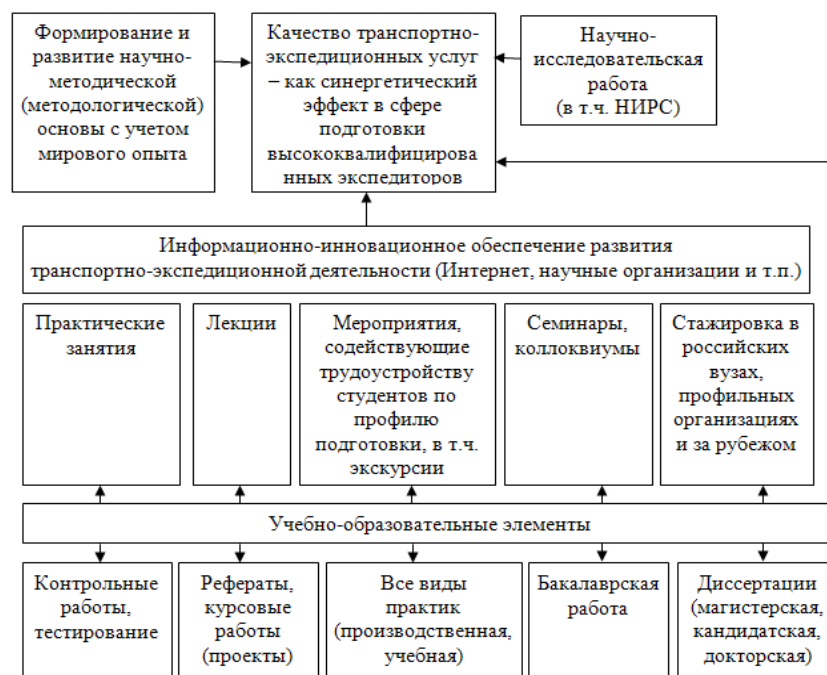 Формирование и
развитие научно-
методической
(методологической)
основы с учетом
мирового опыта
Качество транспортно-
экспедиционных услуг
– как синергетический
эффект в сфере
подготовки
высококвалифицирова
нных экспедиторов
Научно-
исследовательская
работа
(в т.ч. НИРС)
Информационно-инновационное обеспечение развития
транспортно-экспедиционной деятельности (Интернет, научные организации и т.п.)
Практические
занятия
Лекции
Мероприятия,
содействующие
трудоустройству
студентов по
профилю
подготовки, в т.ч.
экскурсии
Семинары,
коллоквиумы
Стажировка в
российских
вузах,
профильных
организациях
и за рубежом
Учебно-образовательные элементы
Контрольные
работы,
тестирование
Рефераты,
курсовые
работы
(проекты)
Все виды
практик
(производственная,
учебная)
Бакалаврская
работа
Диссертации
(магистерская,
кандидатская,
докторская)